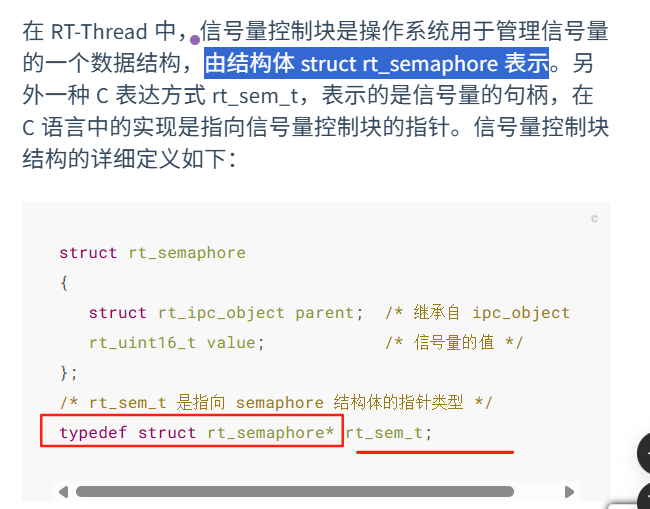 在 RT-Thread 中，信号量控制块是操作系统用于管理信号量
的一个数据结构，由结构体 struct rt_semaphore 表示。另
外一种 C 表达方式 rt_sem_t，表示的是信号量的句柄，在
C 语言中的实现是指向信号量控制块的指针。信号量控制块
结构的详细定义如下：
c
struct rt_semaphore
{
struct rt_ipc_object parent; /* 继承自 ipc_object
rt_uint16_t value; /* 信号量的值 */
};
/* rt_sem_t 是指向 semaphore 结构体的指针类型 */
typedef struct rt_semaphore* rt_sem_t;